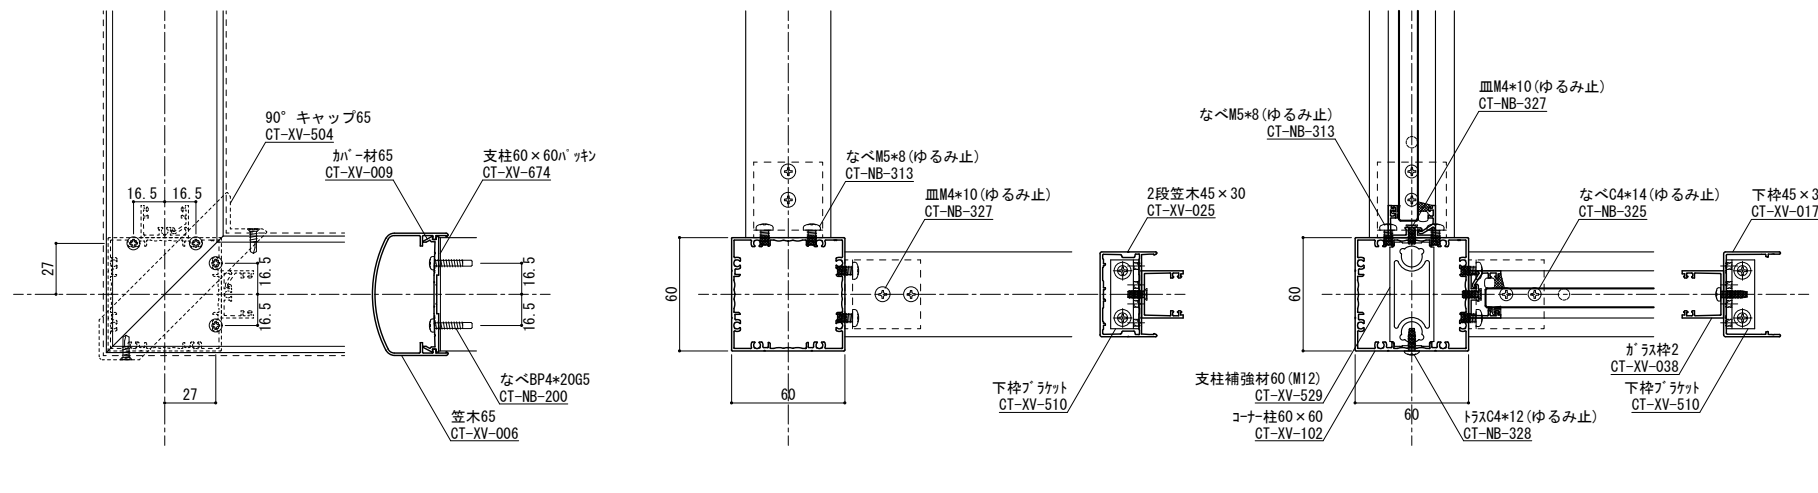 90° キャップ65
CT-XV-504
ｶﾊﾞｰ材65
CT-XV-009
支柱60×60ﾊﾟｯｷﾝ
CT-XV-674
16.5
16.5
27
16.5
16.5
16.5
16.5
27
なべBP4*20G5
CT-NB-200
笠木65
CT-XV-006
なべM5*8(ゆるみ止)
CT-NB-313
皿M4*10(ゆるみ止)
CT-NB-327
2段笠木45×30
CT-XV-025
60
60
下枠ﾌﾞﾗｹｯﾄ
CT-XV-510
皿M4*10(ゆるみ止)
CT-NB-327
なべM5*8(ゆるみ止)
CT-NB-313
なべC4*14(ゆるみ止)
CT-NB-325
下枠45×3
CT-XV-017
60
60
ｶﾞﾗｽ枠2
CT-XV-038
支柱補強材60(M12)
CT-XV-529
下枠ﾌﾞﾗｹｯﾄ
CT-XV-510
ｺｰﾅｰ柱60×60
CT-XV-102
ﾄﾗｽC4*12(ゆるみ止)
CT-NB-328